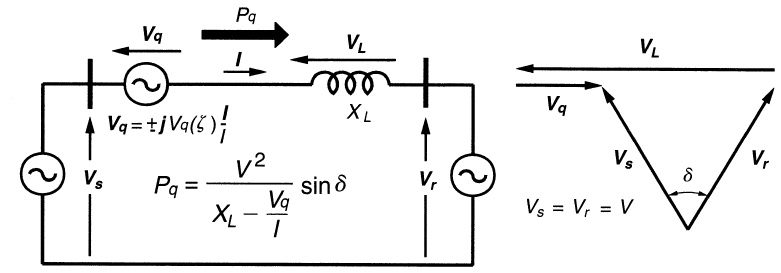 Pq
Vq
I
VL
XL
Vq = ±jVq(ζ) I/I
Vs
Pq = V² / (XL − Vq/I) sin δ
Vr
VL
Vq
Vs
δ
Vr
Vs = Vr = V